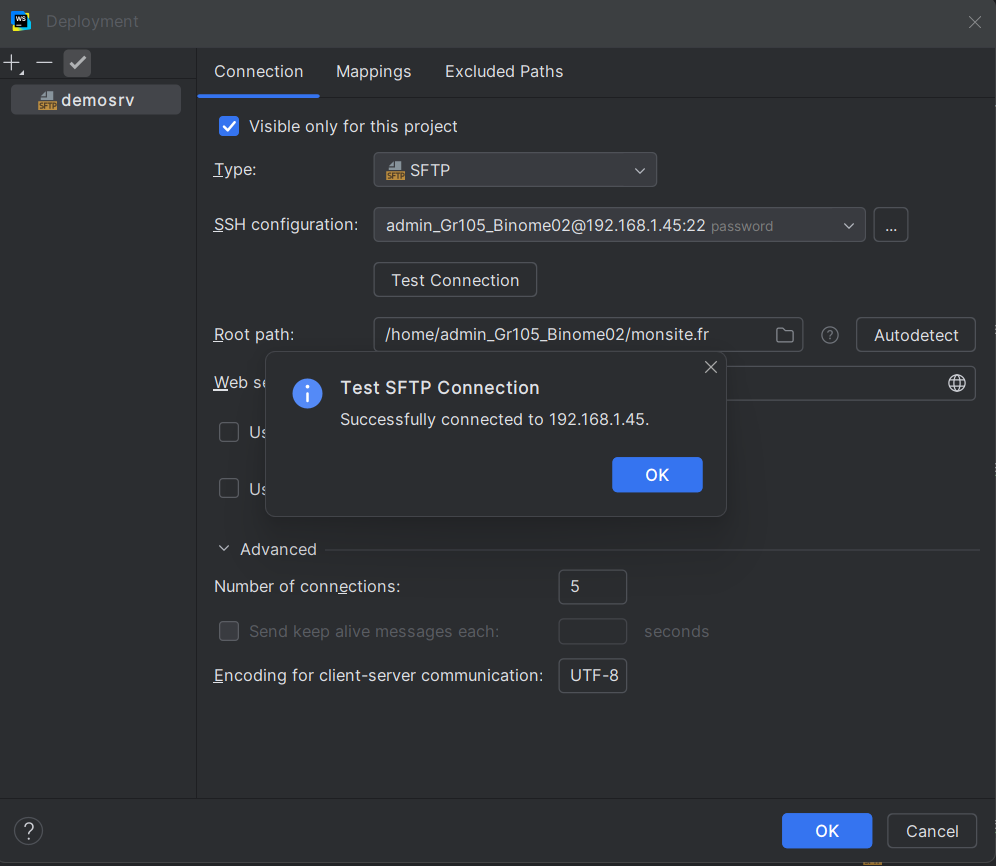 WS
Deployment
SFTP demosrv
Connection Mappings Excluded Paths
Visible only for this project
Type: SFTP SFTP
SSH configuration: admin_Gr105_Binome02@192.168.1.45:22 password ...
Test Connection
Root path: /home/admin_Gr105_Binome02/monsite.fr ? Autodetect
Web se
Test SFTP Connection
Successfully connected to 192.168.1.45.
Us
OK
Us
Advanced
Number of connections: 5
Send keep alive messages each: seconds
Encoding for client-server communication: UTF-8
? OK Cancel